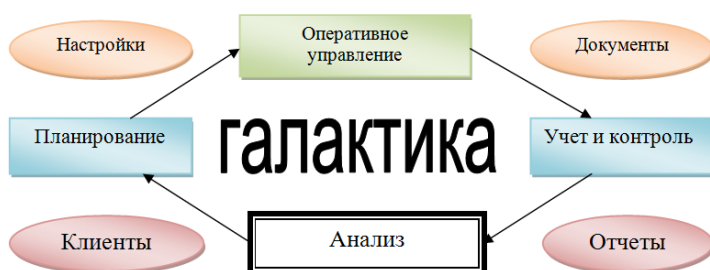 Настройки
Оперативное
управление
Документы
Планирование
галактика
Учет и контроль
Клиенты
Анализ
Отчеты